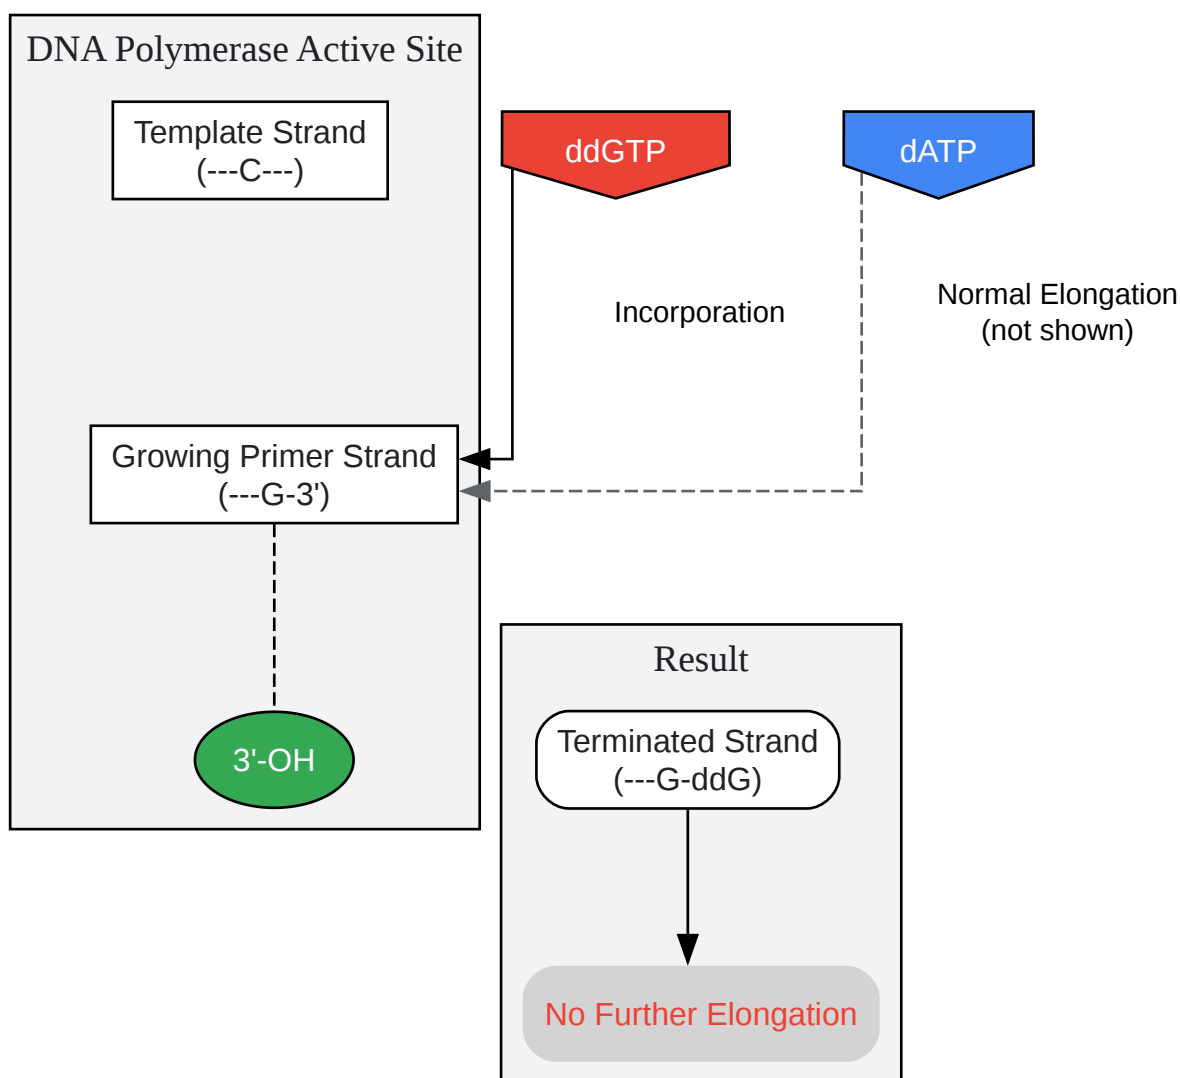 DNA Polymerase Active Site
Template Strand
(---C---)
ddGTP
dATP
Incorporation
Normal Elongation
(not shown)
Growing Primer Strand
(---G-3')
3'-OH
Result
Terminated Strand
(---G-ddG)
No Further Elongation